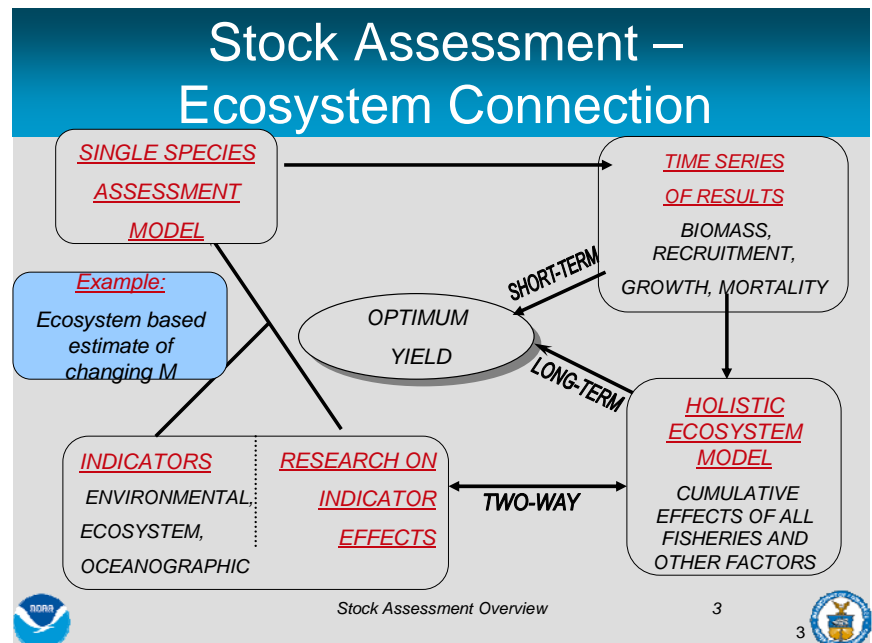 Stock Assessment –
Ecosystem Connection
SINGLE SPECIES
ASSESSMENT
MODEL
TIME SERIES
OF RESULTS
BIOMASS,
RECRUITMENT,
GROWTH, MORTALITY
Example:
Ecosystem based
estimate of
changing M
SHORT-TERM
OPTIMUM
YIELD
LONG-TERM
INDICATORS
ENVIRONMENTAL,
ECOSYSTEM,
OCEANOGRAPHIC
RESEARCH ON
INDICATOR
EFFECTS
TWO-WAY
HOLISTIC
ECOSYSTEM
MODEL
CUMULATIVE
EFFECTS OF ALL
FISHERIES AND
OTHER FACTORS
NOAA
Stock Assessment Overview
3
3